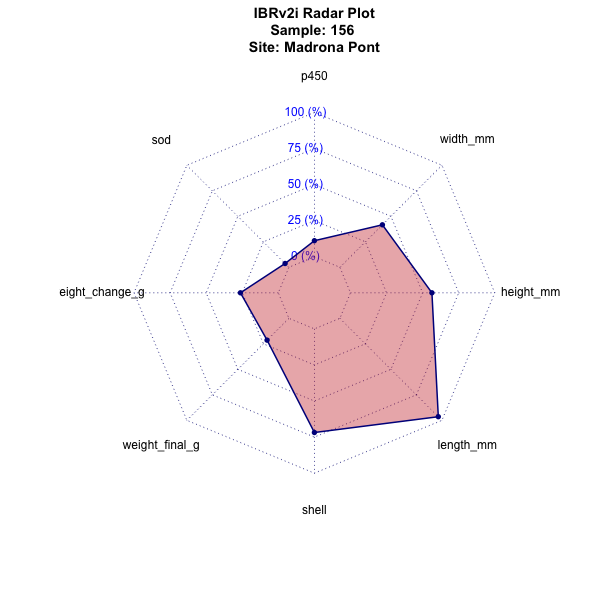 IBRv2i Radar Plot
Sample: 156
Site: Madrona Pont
p450
100 (%)
sod
width_mm
75 (%)
50 (%)
25 (%)
0 (%)
eight_change_g
height_mm
weight_final_g
length_mm
shell